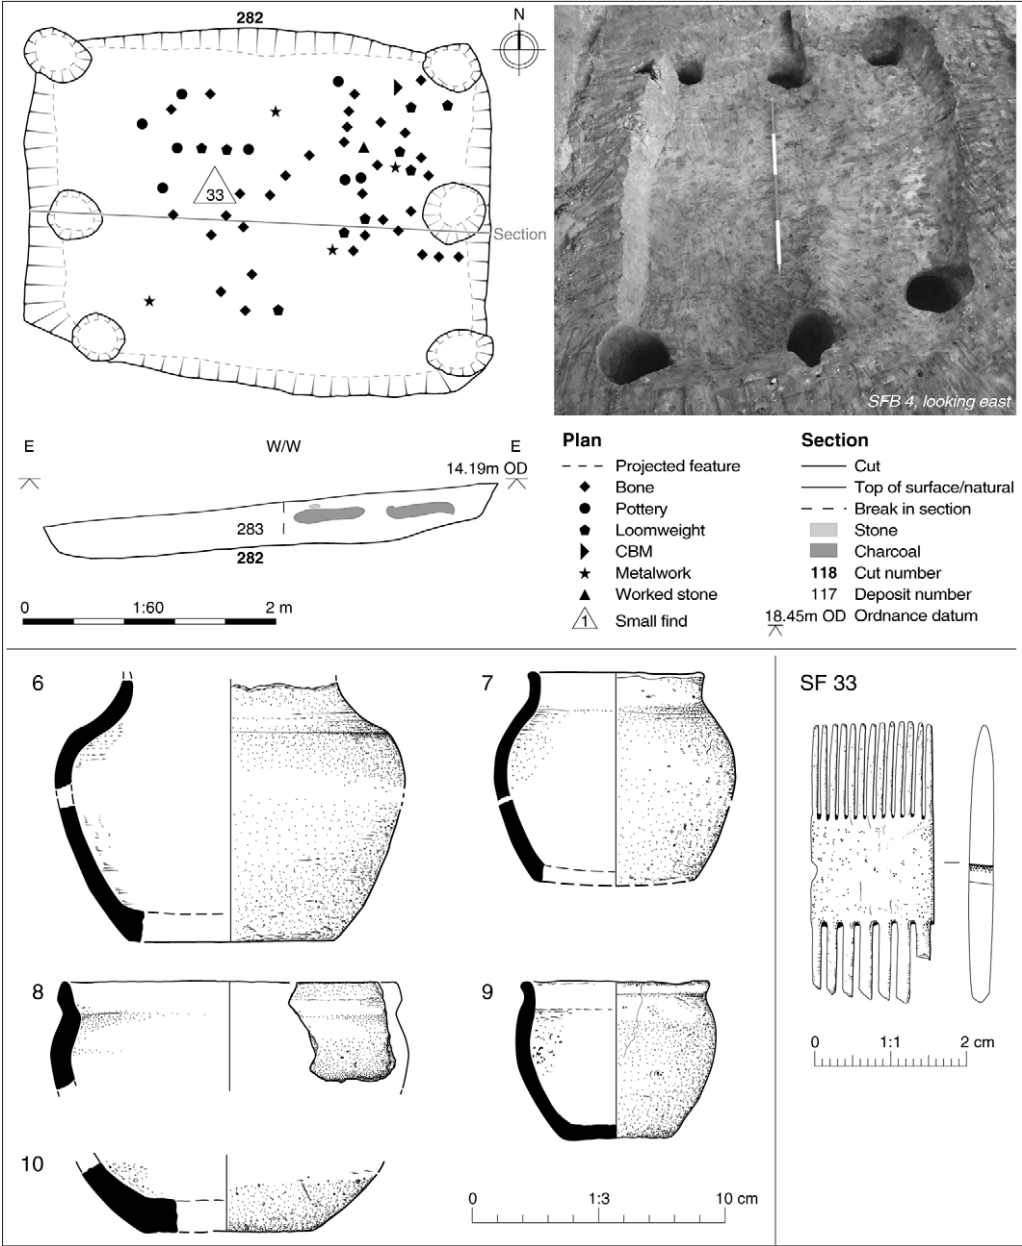 282
N
33
Section
SFB 4, looking east
E
W/W
E
14.19m OD
283
282
0 1:60 2 m
Plan
Projected feature
Bone
Pottery
Loomweight
CBM
Metalwork
Worked stone
1 Small find
Section
Cut
Top of surface/natural
Break in section
Stone
Charcoal
118 Cut number
117 Deposit number
18.45m OD Ordnance datum
6
7
SF 33
8
9
0 1:1 2 cm
10
0 1:3 10 cm